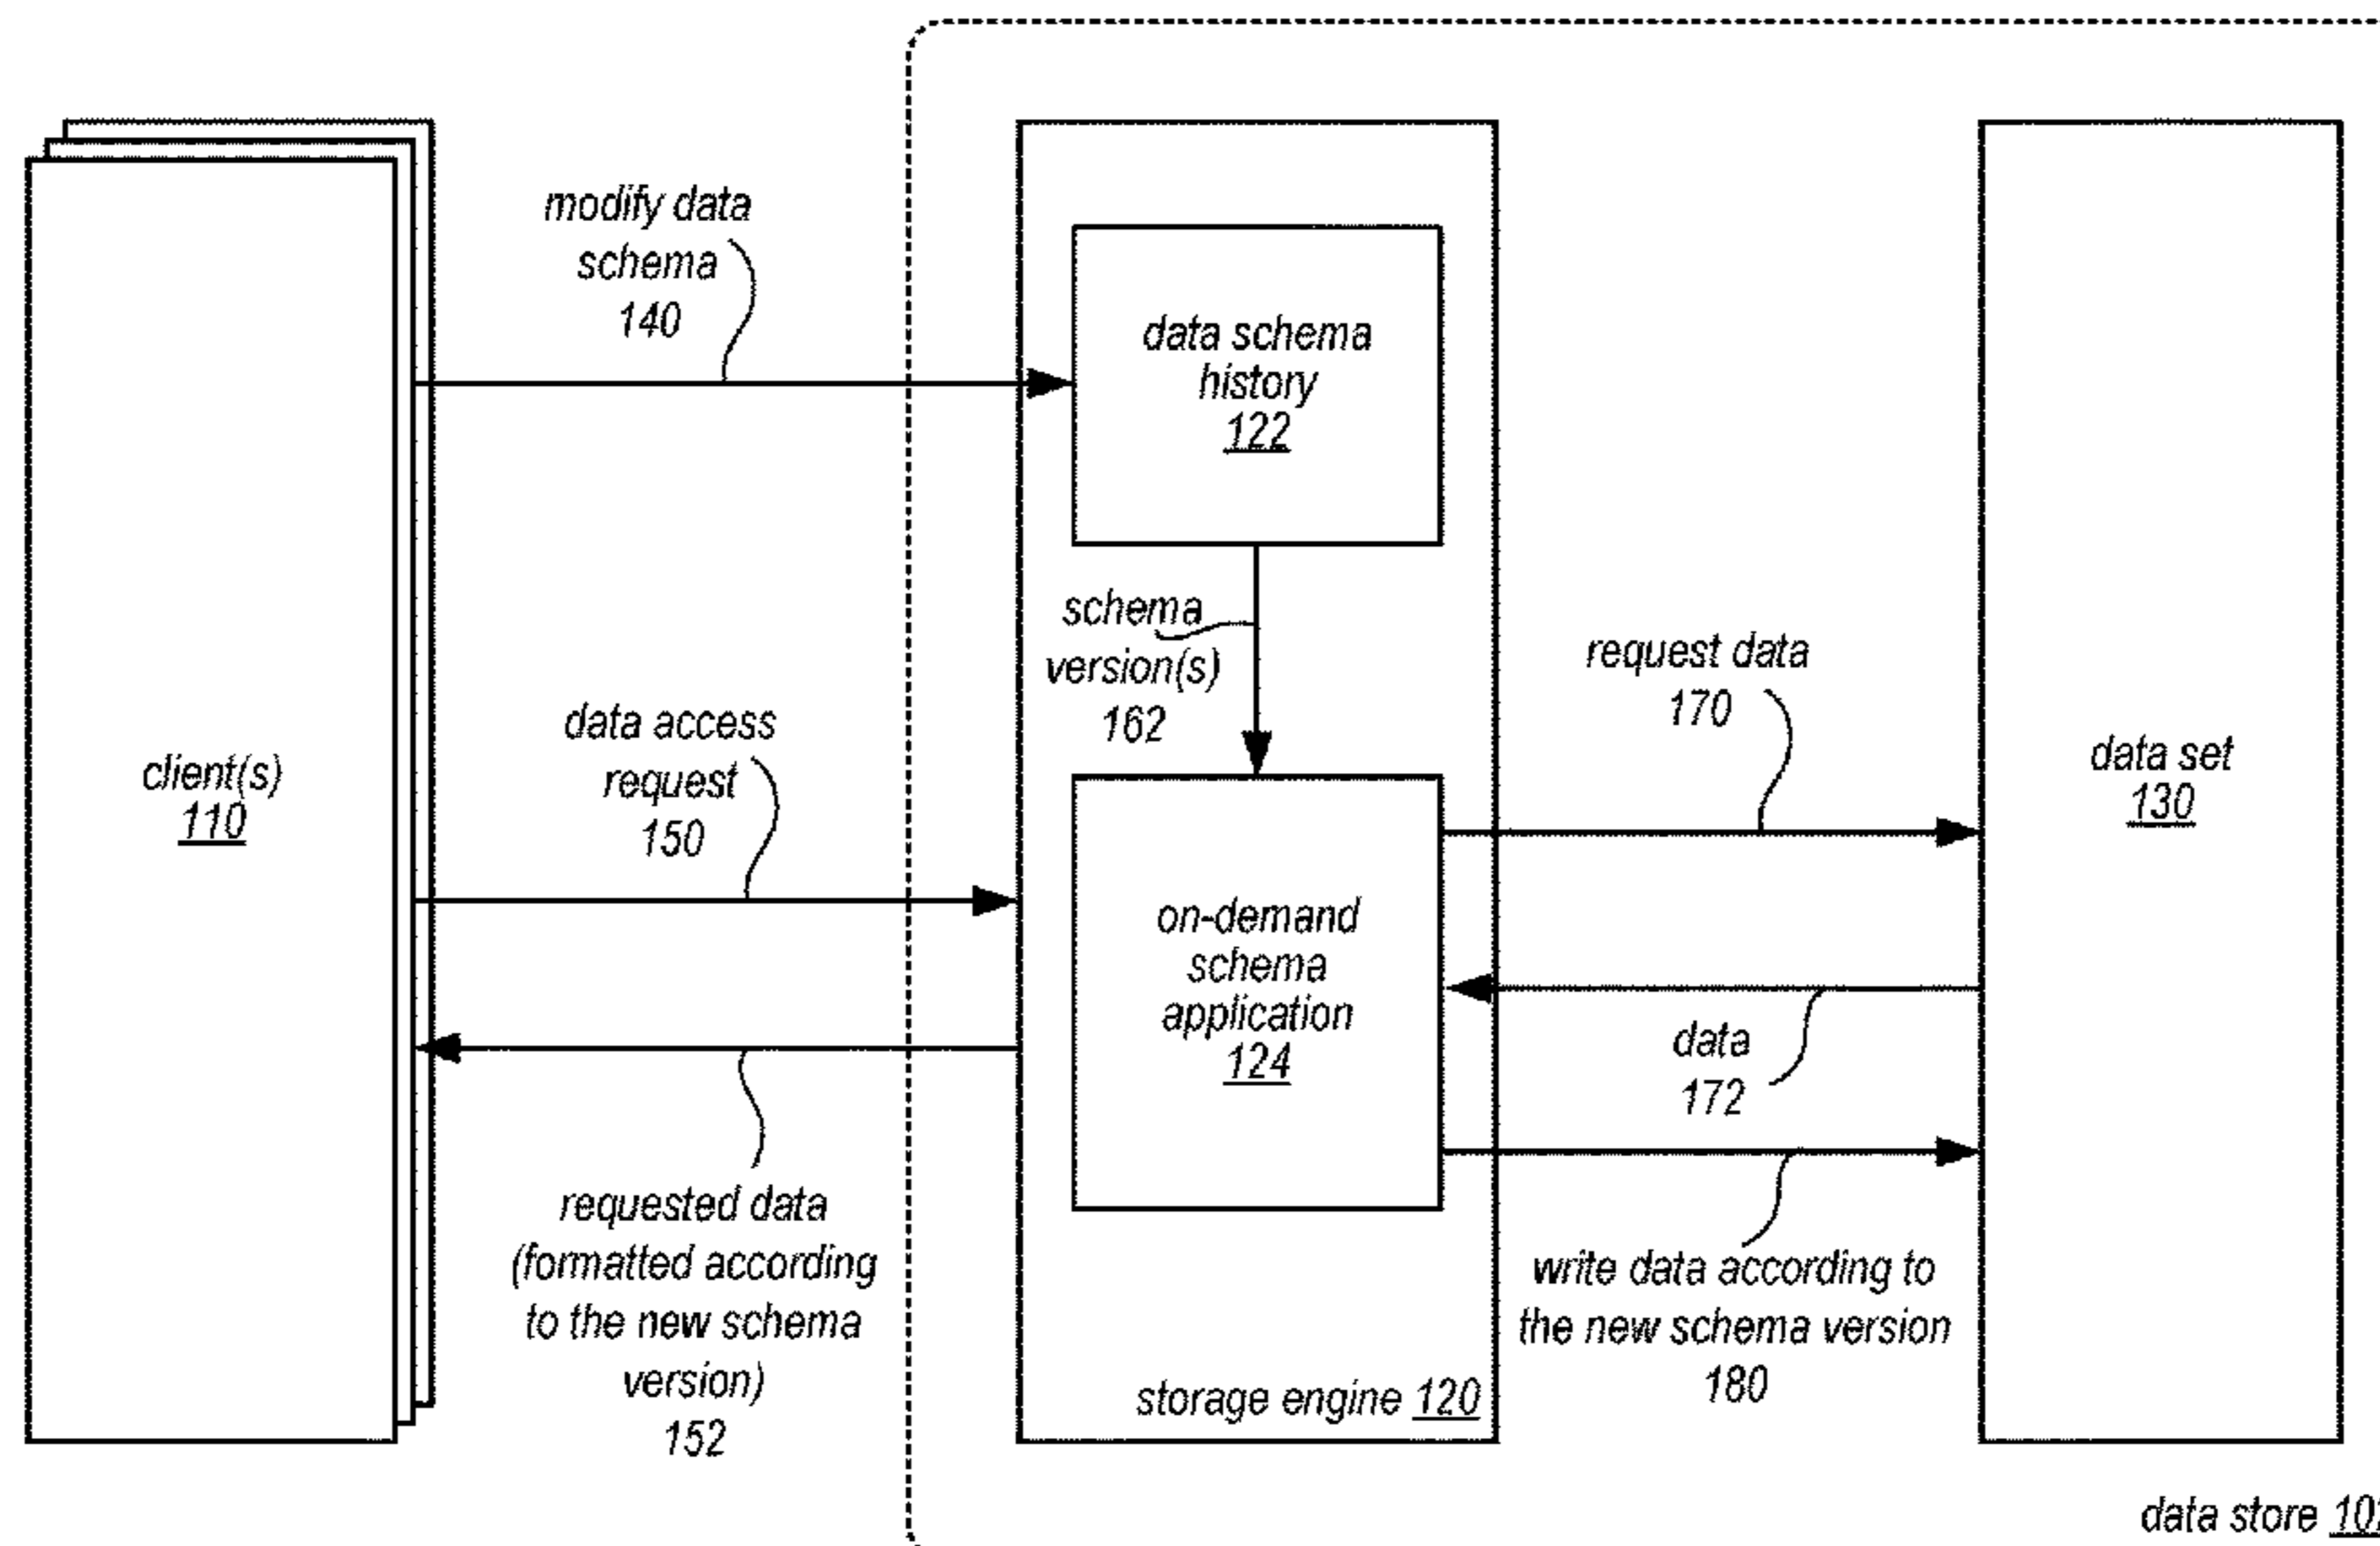 modify data
schema
140
data schema
history
122
schema
version(s)
162
request data
170
data access
request
150
client(s)
110
data set
130
on-demand
schema
application
124
data
172
requested data
(formatted according
to the new schema
version)
152
write data according to
the new schema version
180
storage engine 120
data store